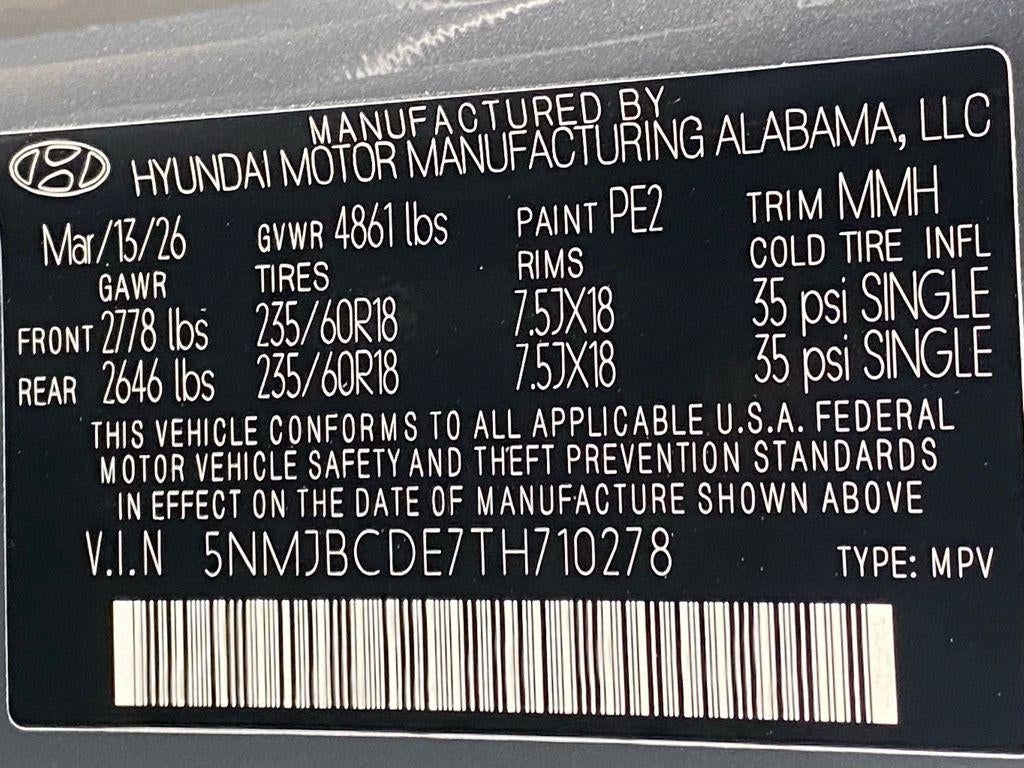 MANUFACTURED BY
HYUNDAI MOTOR MANUFACTURING ALABAMA, LLC
Mar/13/26 GVWR 4861 lbs PAINT PE2 TRIM MMH
GAWR TIRES RIMS COLD TIRE INFL
FRONT 2778 lbs 235/60R18 7.5JX18 35 psi SINGLE
REAR 2646 lbs 235/60R18 7.5JX18 35 psi SINGLE
THIS VEHICLE CONFORMS TO ALL APPLICABLE U.S.A. FEDERAL
MOTOR VEHICLE SAFETY AND THEFT PREVENTION STANDARDS
IN EFFECT ON THE DATE OF MANUFACTURE SHOWN ABOVE
V.I.N 5NMJBCDE7TH710278 TYPE: MPV